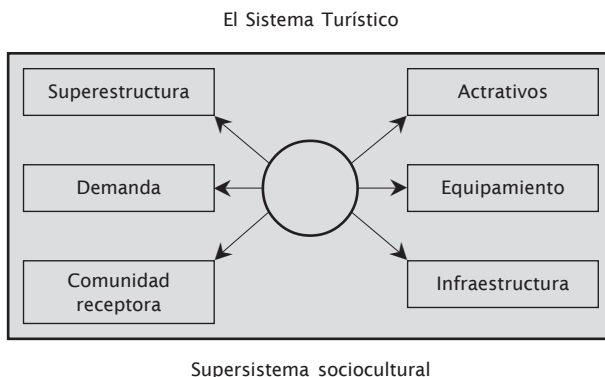 El Sistema Turístico
Superestructura
Actrativos
Demanda
Equipamiento
Comunidad
receptora
Infraestructura
Supersistema sociocultural